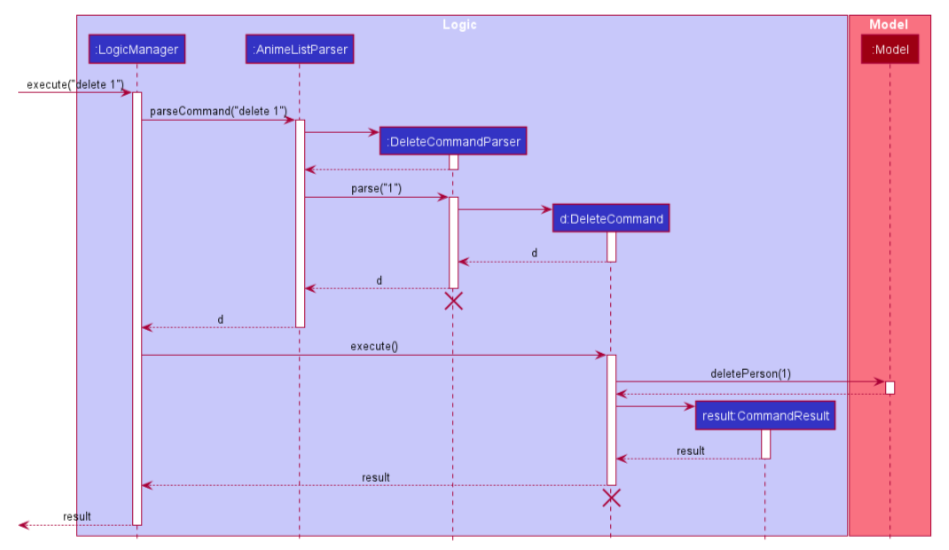 Logic
Model
:LogicManager
:AnimeListParser
:Model
execute("delete 1")
parseCommand("delete 1")
:DeleteCommandParser
parse("1")
d:DeleteCommand
d
d
d
execute()
deletePerson(1)
result:CommandResult
result
result
result